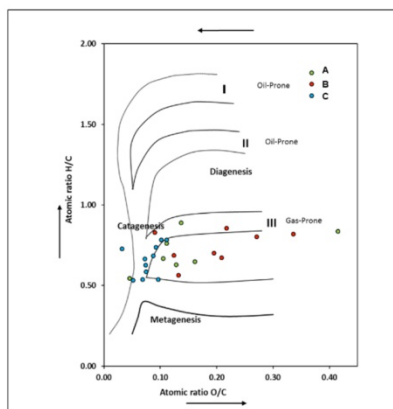 2.00
I Oil-Prone
A
B
C
1.50
II Oil-Prone
Diagenesis
Atomic ratio H/C
1.00
III Gas-Prone
Catagenesis
0.50
Metagenesis
0.00
0.00 0.10 0.20 0.30 0.40
Atomic ratio O/C